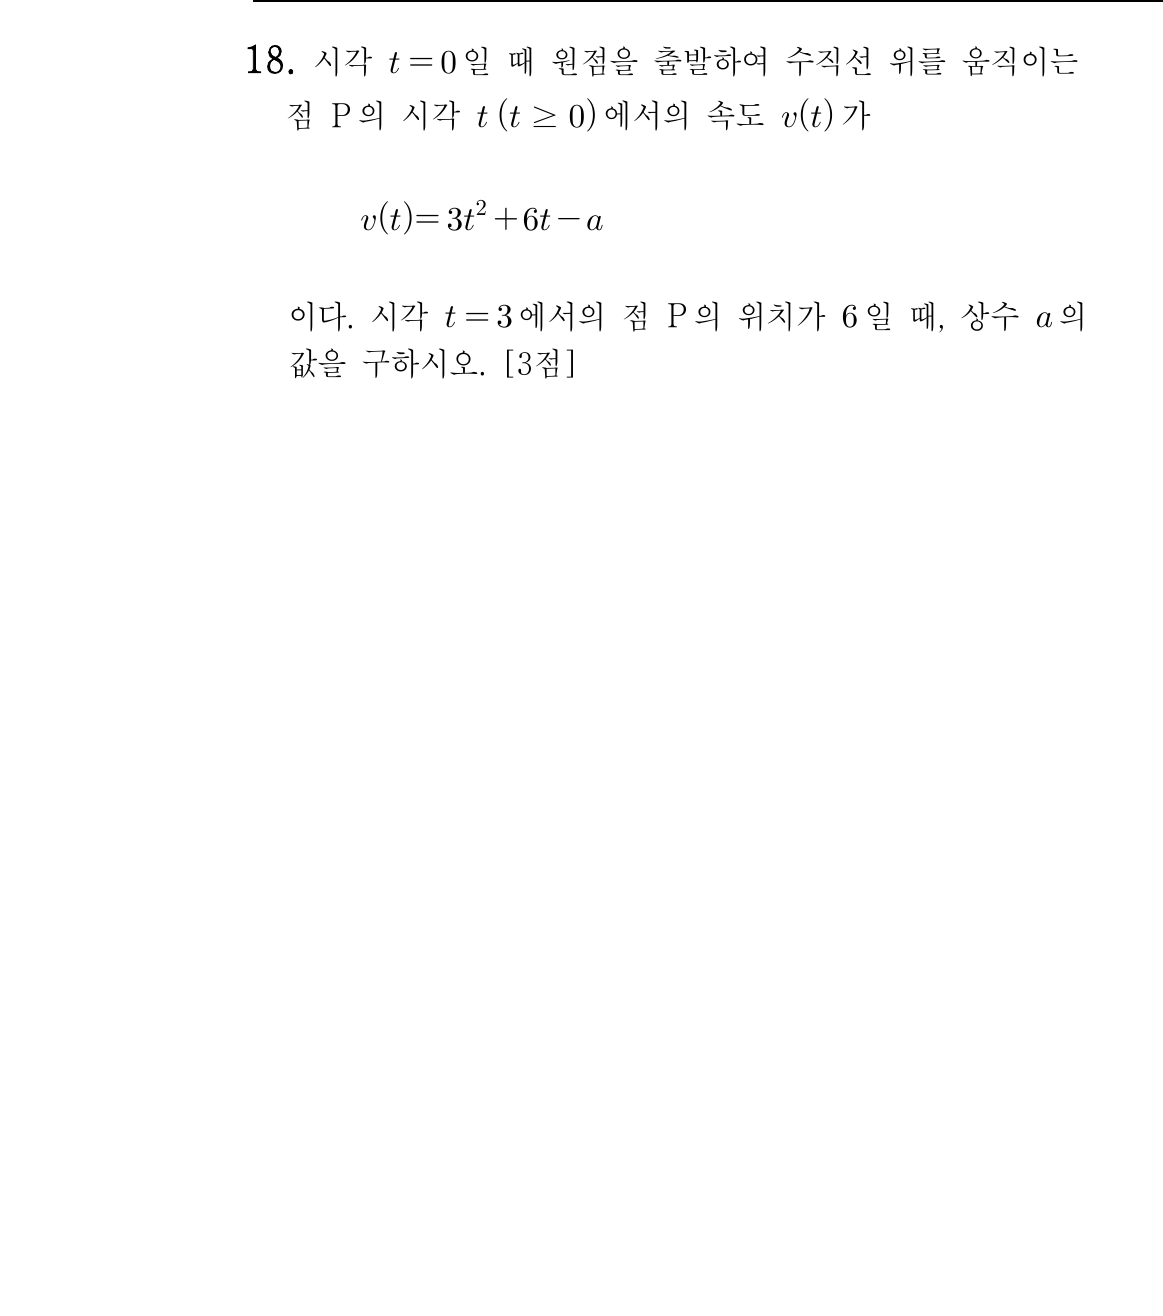 18. 시각 t=0일 때 원점을 출발하여 수직선 위를 움직이는
점 P의 시각 t (t ≥ 0)에서의 속도 v(t)가
v(t)=3t²+6t-a
이다. 시각 t=3에서의 점 P의 위치가 6일 때, 상수 a의
값을 구하시오. [3점]